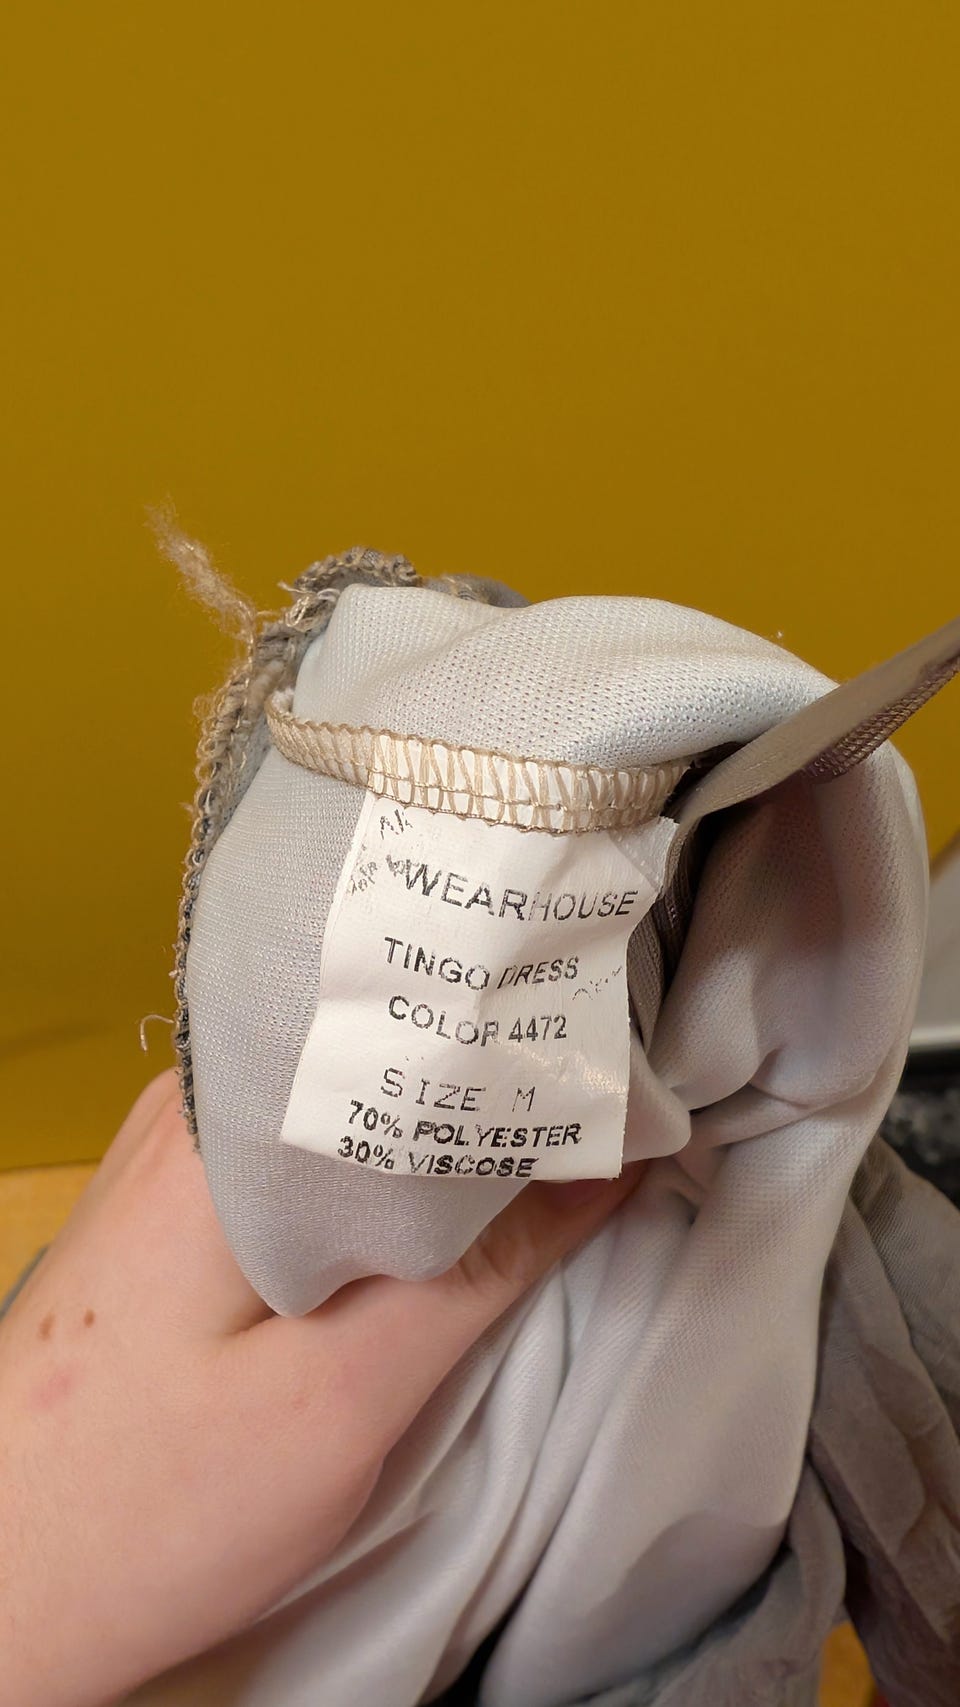 WEARHOUSE
TINGO DRESS
COLOR 4472
SIZE M
70% POLYESTER
30% VISCOSE